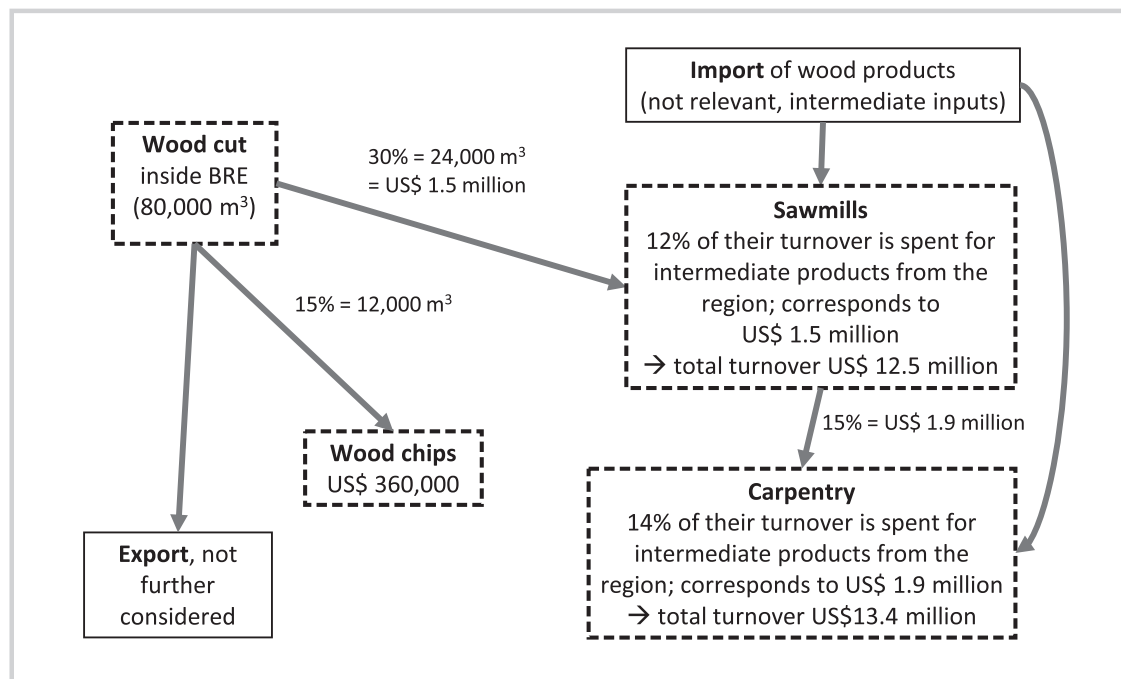 Import of wood products
(not relevant, intermediate inputs)
Wood cut
inside BRE
(80,000 m³)
30% = 24,000 m³
= US$ 1.5 million
Sawmills
12% of their turnover is spent for
intermediate products from the
region; corresponds to
US$ 1.5 million
→ total turnover US$ 12.5 million
15% = 12,000 m³
15% = US$ 1.9 million
Wood chips
US$ 360,000
Carpentry
14% of their turnover is spent for
intermediate products from the
region; corresponds to US$ 1.9 million
→ total turnover US$13.4 million
Export, not
further
considered